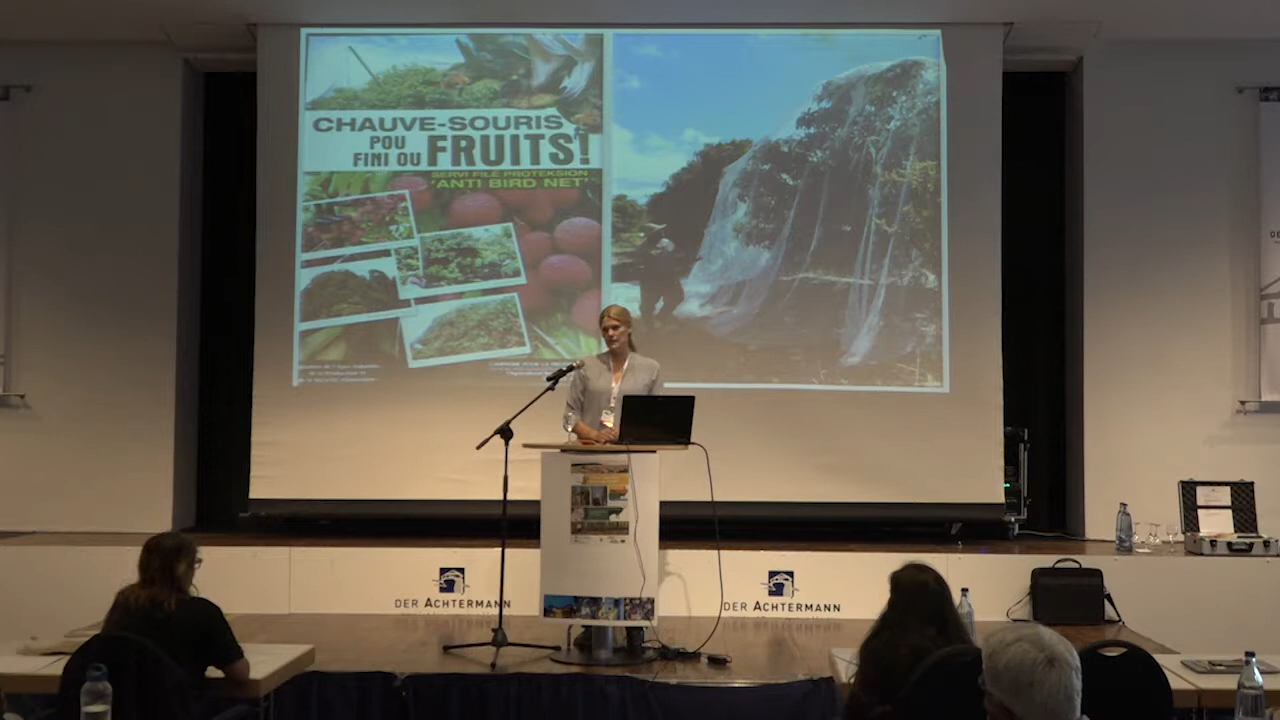 CHAUVE-SOURIS
POU
FINI OU FRUITS!
SERVI FILE PROTEKSION
'ANTI BIRD NET'
DER ACHTERMANN
DER ACHTERMANN